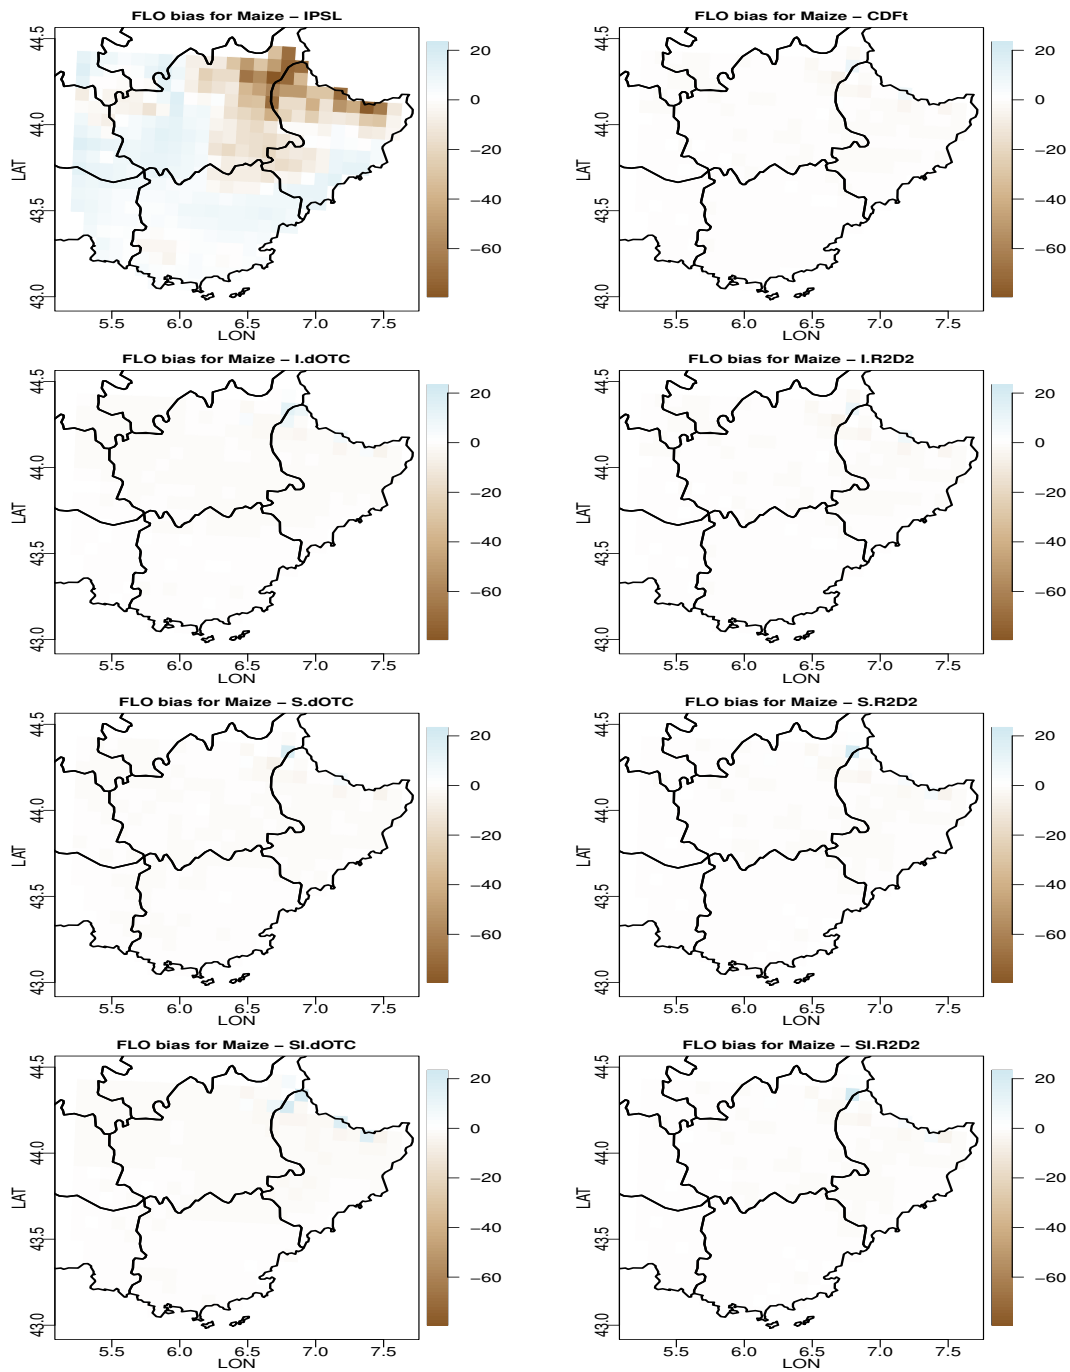 FLO bias for Maize − IPSL
44.5
44.0
43.5
43.0
LAT
5.5 6.0 6.5 7.0 7.5
LON
20
0
−20
−40
−60
FLO bias for Maize − CDFt
44.5
44.0
43.5
43.0
LAT
5.5 6.0 6.5 7.0 7.5
LON
20
0
−20
−40
−60
FLO bias for Maize − I.dOTC
44.5
44.0
43.5
43.0
LAT
5.5 6.0 6.5 7.0 7.5
LON
20
0
−20
−40
−60
FLO bias for Maize − I.R2D2
44.5
44.0
43.5
43.0
LAT
5.5 6.0 6.5 7.0 7.5
LON
20
0
−20
−40
−60
FLO bias for Maize − S.dOTC
44.5
44.0
43.5
43.0
LAT
5.5 6.0 6.5 7.0 7.5
LON
20
0
−20
−40
−60
FLO bias for Maize − S.R2D2
44.5
44.0
43.5
43.0
LAT
5.5 6.0 6.5 7.0 7.5
LON
20
0
−20
−40
−60
FLO bias for Maize − SI.dOTC
44.5
44.0
43.5
43.0
LAT
5.5 6.0 6.5 7.0 7.5
LON
20
0
−20
−40
−60
FLO bias for Maize − SI.R2D2
44.5
44.0
43.5
43.0
LAT
5.5 6.0 6.5 7.0 7.5
LON
20
0
−20
−40
−60